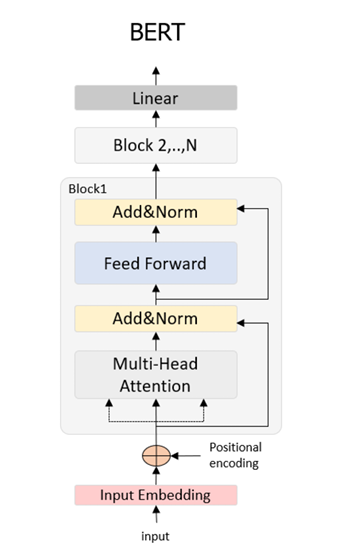 BERT
Linear
Block 2,..,N
Block1
Add&Norm
Feed Forward
Add&Norm
Multi-Head
Attention
Positional
encoding
Input Embedding
input